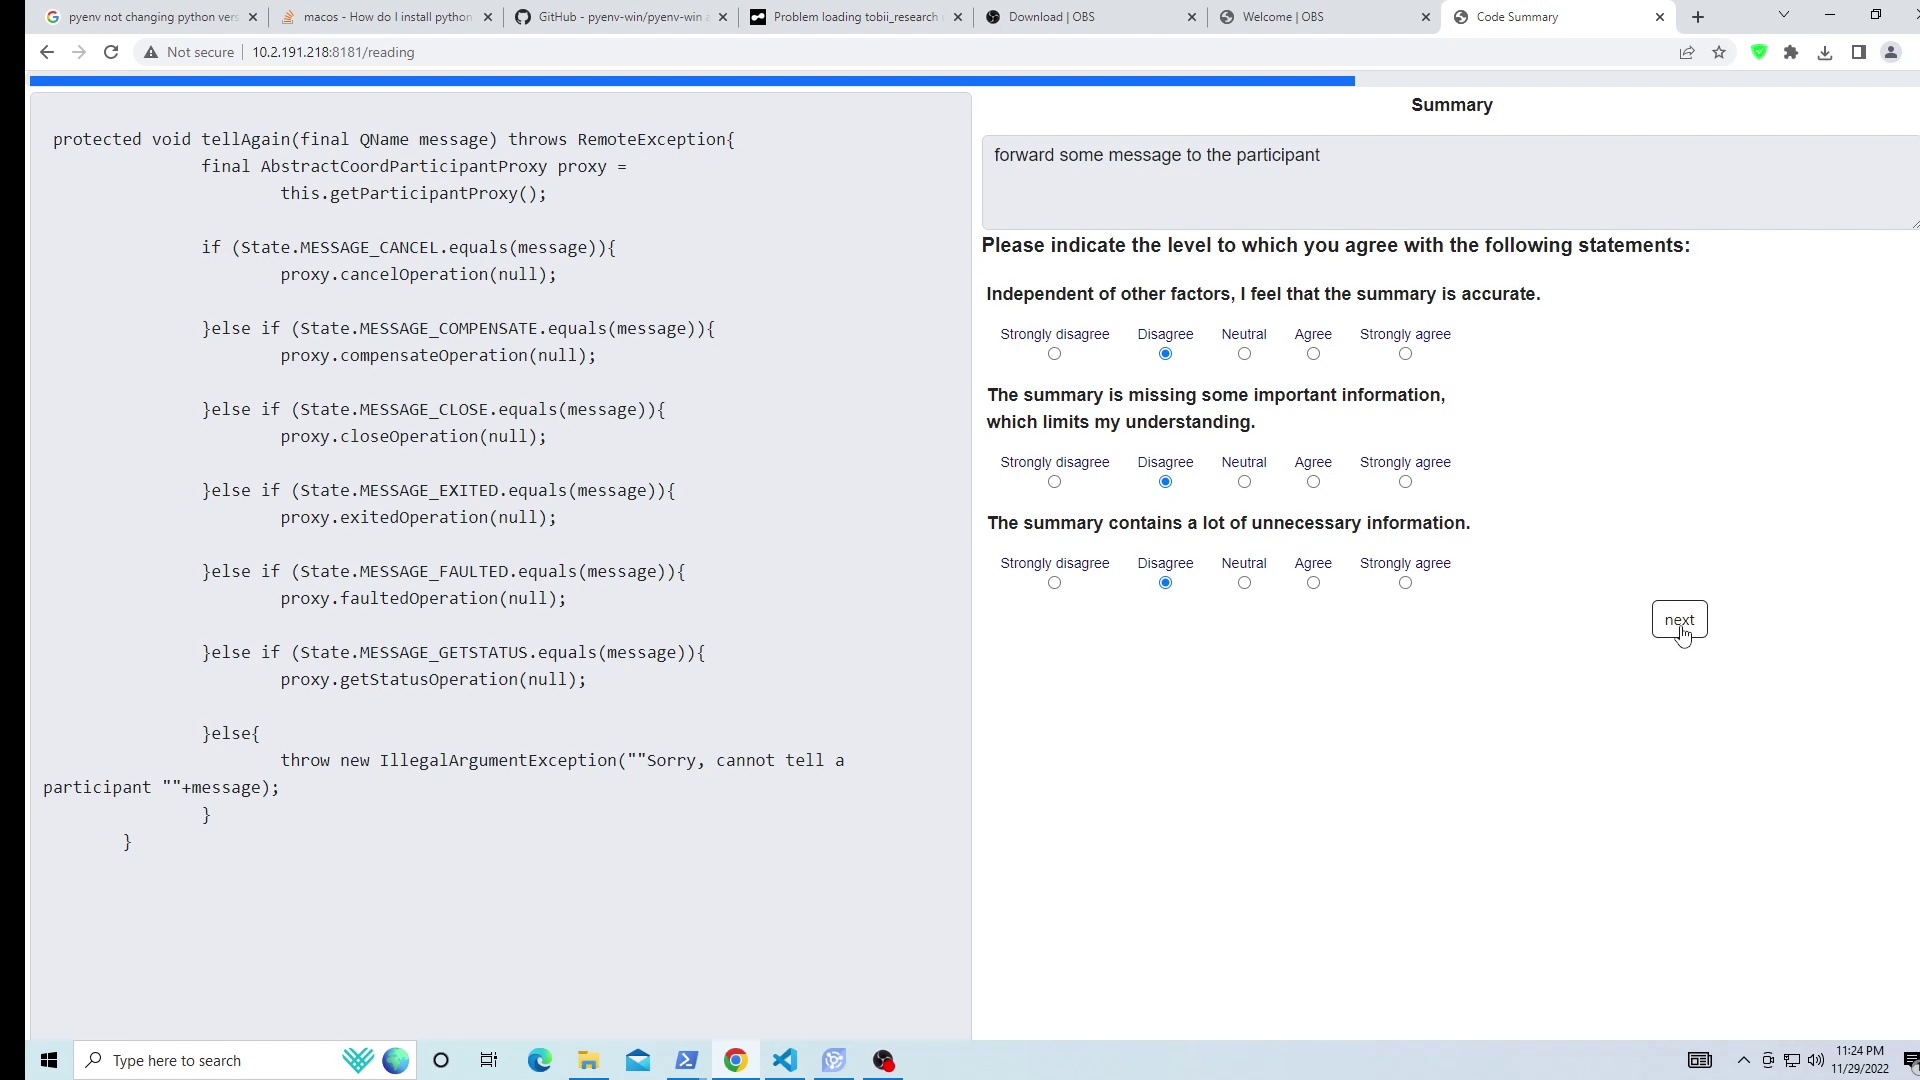 pyenv not changing python vers
macos - How do I install python
GitHub - pyenv-win/pyenv-win
Problem loading tobii_research
Download | OBS
Welcome | OBS
Code Summary
Not secure
10.2.191.218:8181/reading
protected void tellAgain(final QName message) throws RemoteException{
final AbstractCoordParticipantProxy proxy =
this.getParticipantProxy();
if (State.MESSAGE_CANCEL.equals(message)){
proxy.cancelOperation(null);
}else if (State.MESSAGE_COMPENSATE.equals(message)){
proxy.compensateOperation(null);
}else if (State.MESSAGE_CLOSE.equals(message)){
proxy.closeOperation(null);
}else if (State.MESSAGE_EXITED.equals(message)){
proxy.exitedOperation(null);
}else if (State.MESSAGE_FAULTED.equals(message)){
proxy.faultedOperation(null);
}else if (State.MESSAGE_GETSTATUS.equals(message)){
proxy.getStatusOperation(null);
}else{
throw new IllegalArgumentException(""Sorry, cannot tell a
participant ""+message);
}
}
Summary
forward some message to the participant
Please indicate the level to which you agree with the following statements:
Independent of other factors, I feel that the summary is accurate.
Strongly disagree Disagree Neutral Agree Strongly agree
The summary is missing some important information,
which limits my understanding.
Strongly disagree Disagree Neutral Agree Strongly agree
The summary contains a lot of unnecessary information.
Strongly disagree Disagree Neutral Agree Strongly agree
next
Type here to search
11:24 PM
11/29/2022